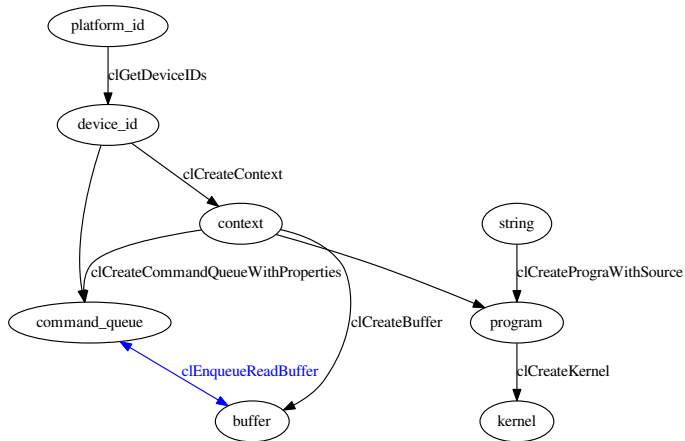 platform_id
clGetDeviceIDs
device_id
clCreateContext
context
string
clCreateCommandQueueWithProperties
clCreatePrograWithSource
command_queue
clCreateBuffer
program
clEnqueueReadBuffer
clCreateKernel
buffer
kernel